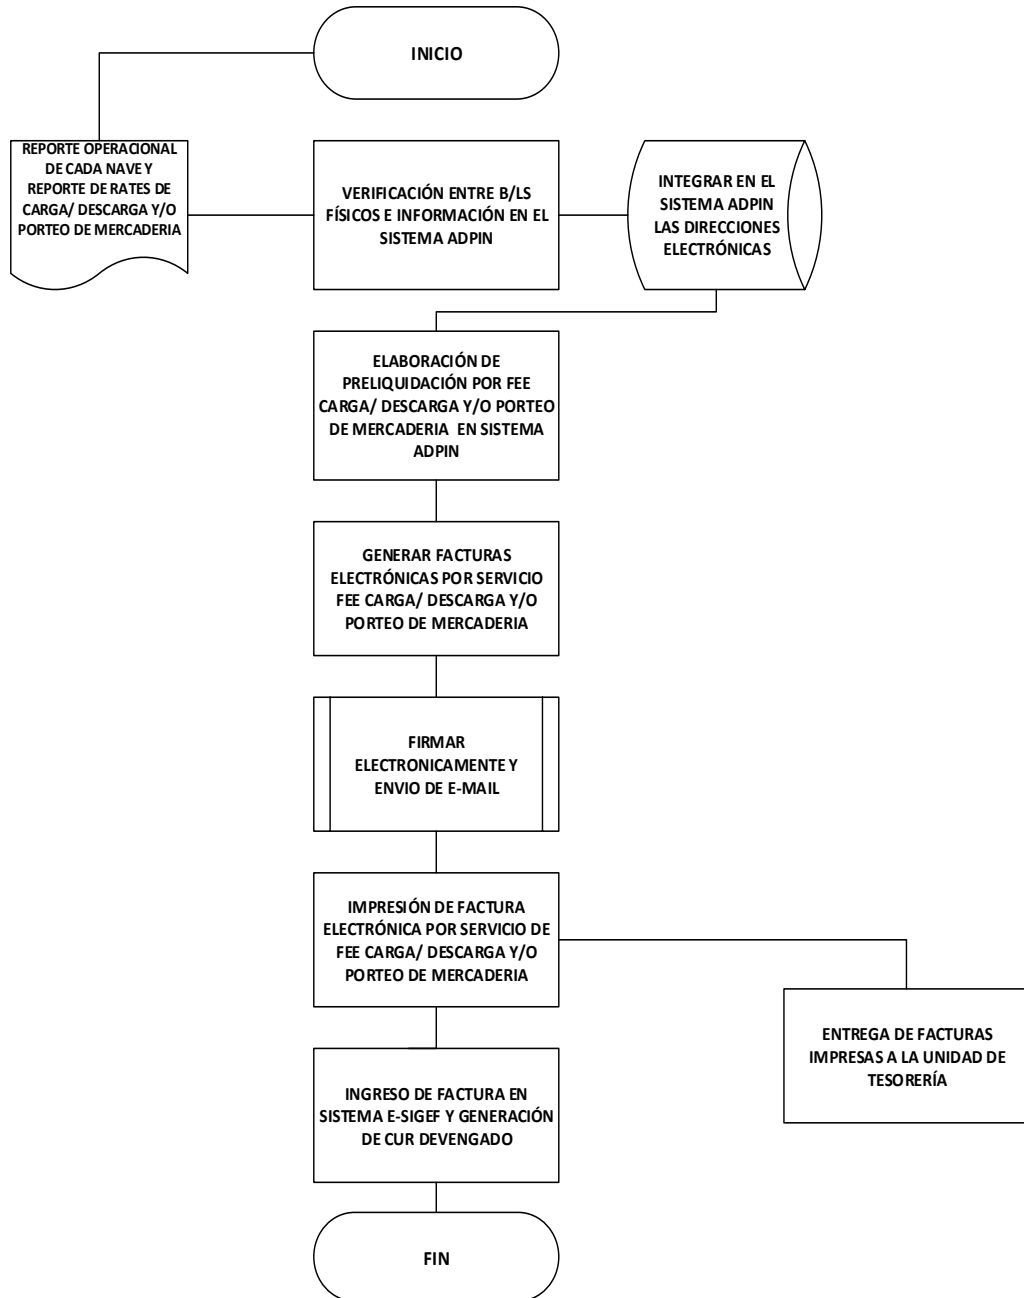 INICIO
REPORTE OPERACIONAL
DE CADA NAVE Y
REPORTE DE RATES DE
CARGA/ DESCARGA Y/O
PORTEO DE MERCADERIA
VERIFICACIÓN ENTRE B/LS
FÍSICOS E INFORMACIÓN EN EL
SISTEMA ADPIN
INTEGRAR EN EL
SISTEMA ADPIN
LAS DIRECCIONES
ELECTRÓNICAS
ELABORACIÓN DE
PRELIQUIDACIÓN POR FEE
CARGA/ DESCARGA Y/O PORTEO
DE MERCADERIA EN SISTEMA
ADPIN
GENERAR FACTURAS
ELECTRÓNICAS POR SERVICIO
FEE CARGA/ DESCARGA Y/O
PORTEO DE MERCADERIA
FIRMAR
ELECTRONICAMENTE Y
ENVIO DE E-MAIL
IMPRESIÓN DE FACTURA
ELECTRÓNICA POR SERVICIO DE
FEE CARGA/ DESCARGA Y/O
PORTEO DE MERCADERIA
ENTREGA DE FACTURAS
IMPRESAS A LA UNIDAD DE
TESORERÍA
INGRESO DE FACTURA EN
SISTEMA E-SIGEF Y GENERACIÓN
DE CUR DEVENGADO
FIN